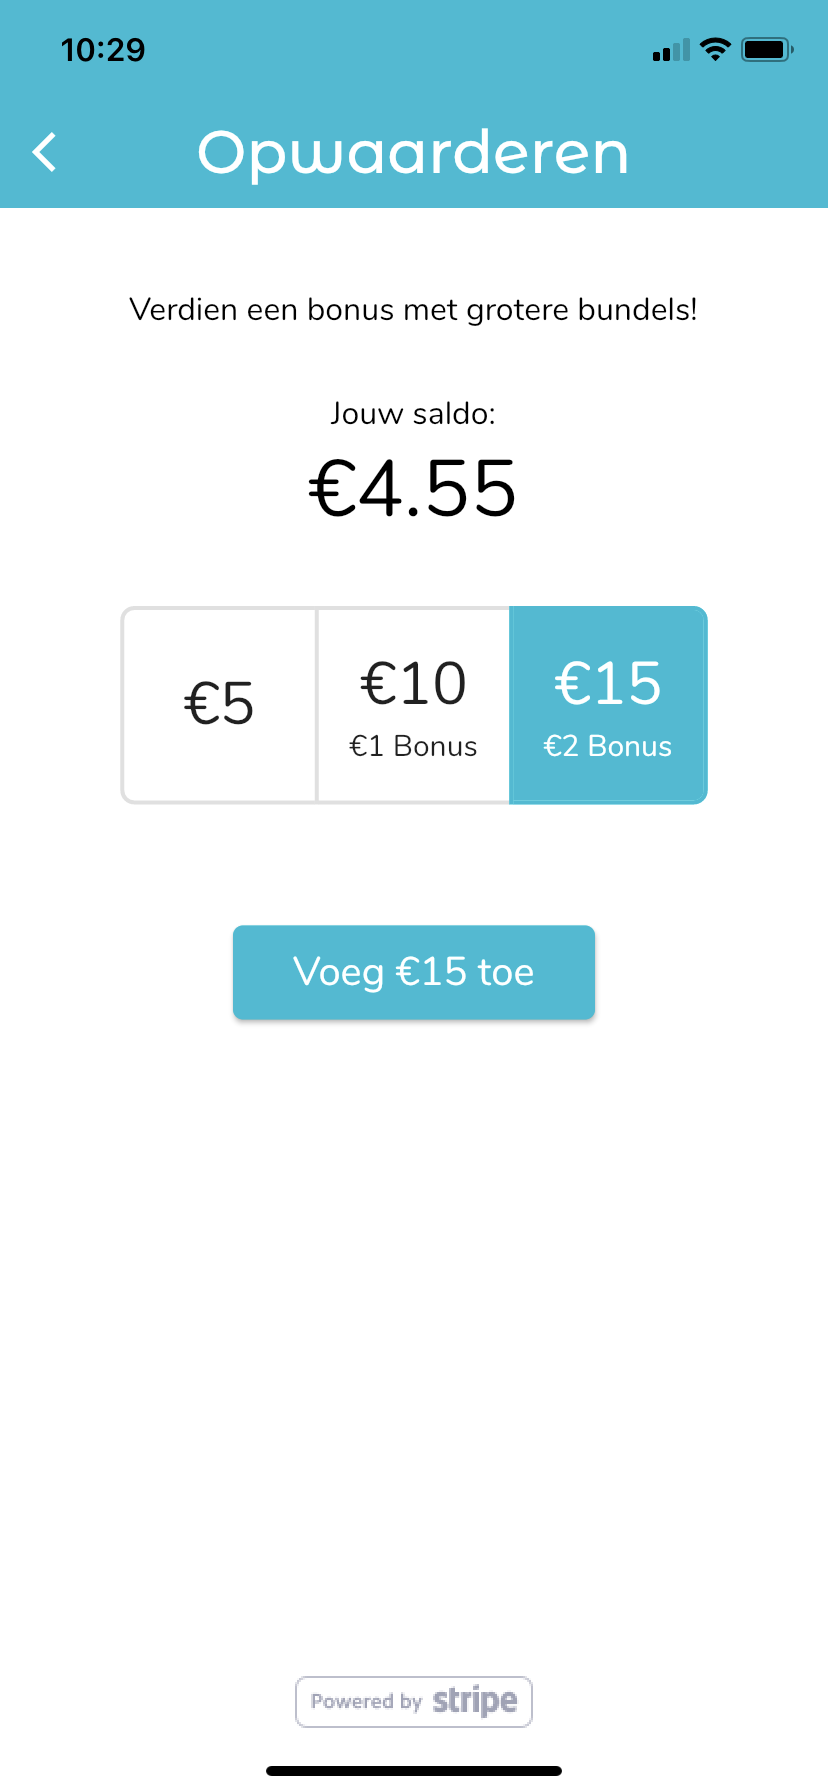 10:29
Opwaarderen
Verdien een bonus met grotere bundels!
Jouw saldo:
€4.55
€5
€10
€1 Bonus
€15
€2 Bonus
Voeg €15 toe
Powered by stripe